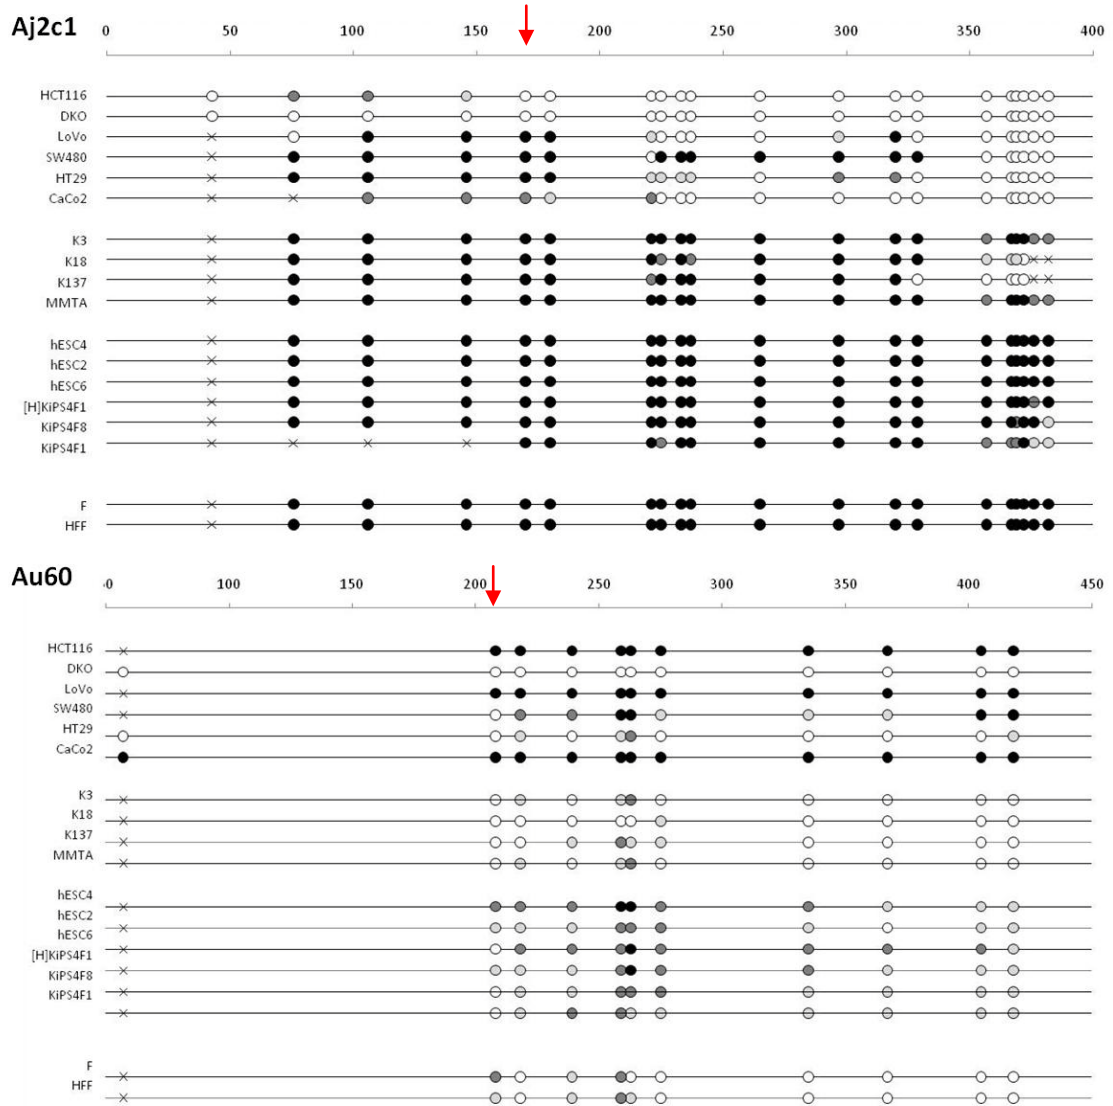 Aj2c1
0 50 100 150 200 250 300 350 400
HCT116
DKO
LoVo
SW480
HT29
CaCo2
K3
K18
K137
MMTA
hESC4
hESC2
hESC6
[H]KiPS4F1
KiPS4F8
KiPS4F1
F
HFF
Au60
·0 100 150 200 250 300 350 400 450
HCT116
DKO
LoVo
SW480
HT29
CaCo2
K3
K18
K137
MMTA
hESC4
hESC2
hESC6
[H]KiPS4F1
KiPS4F8
KiPS4F1
F
HFF